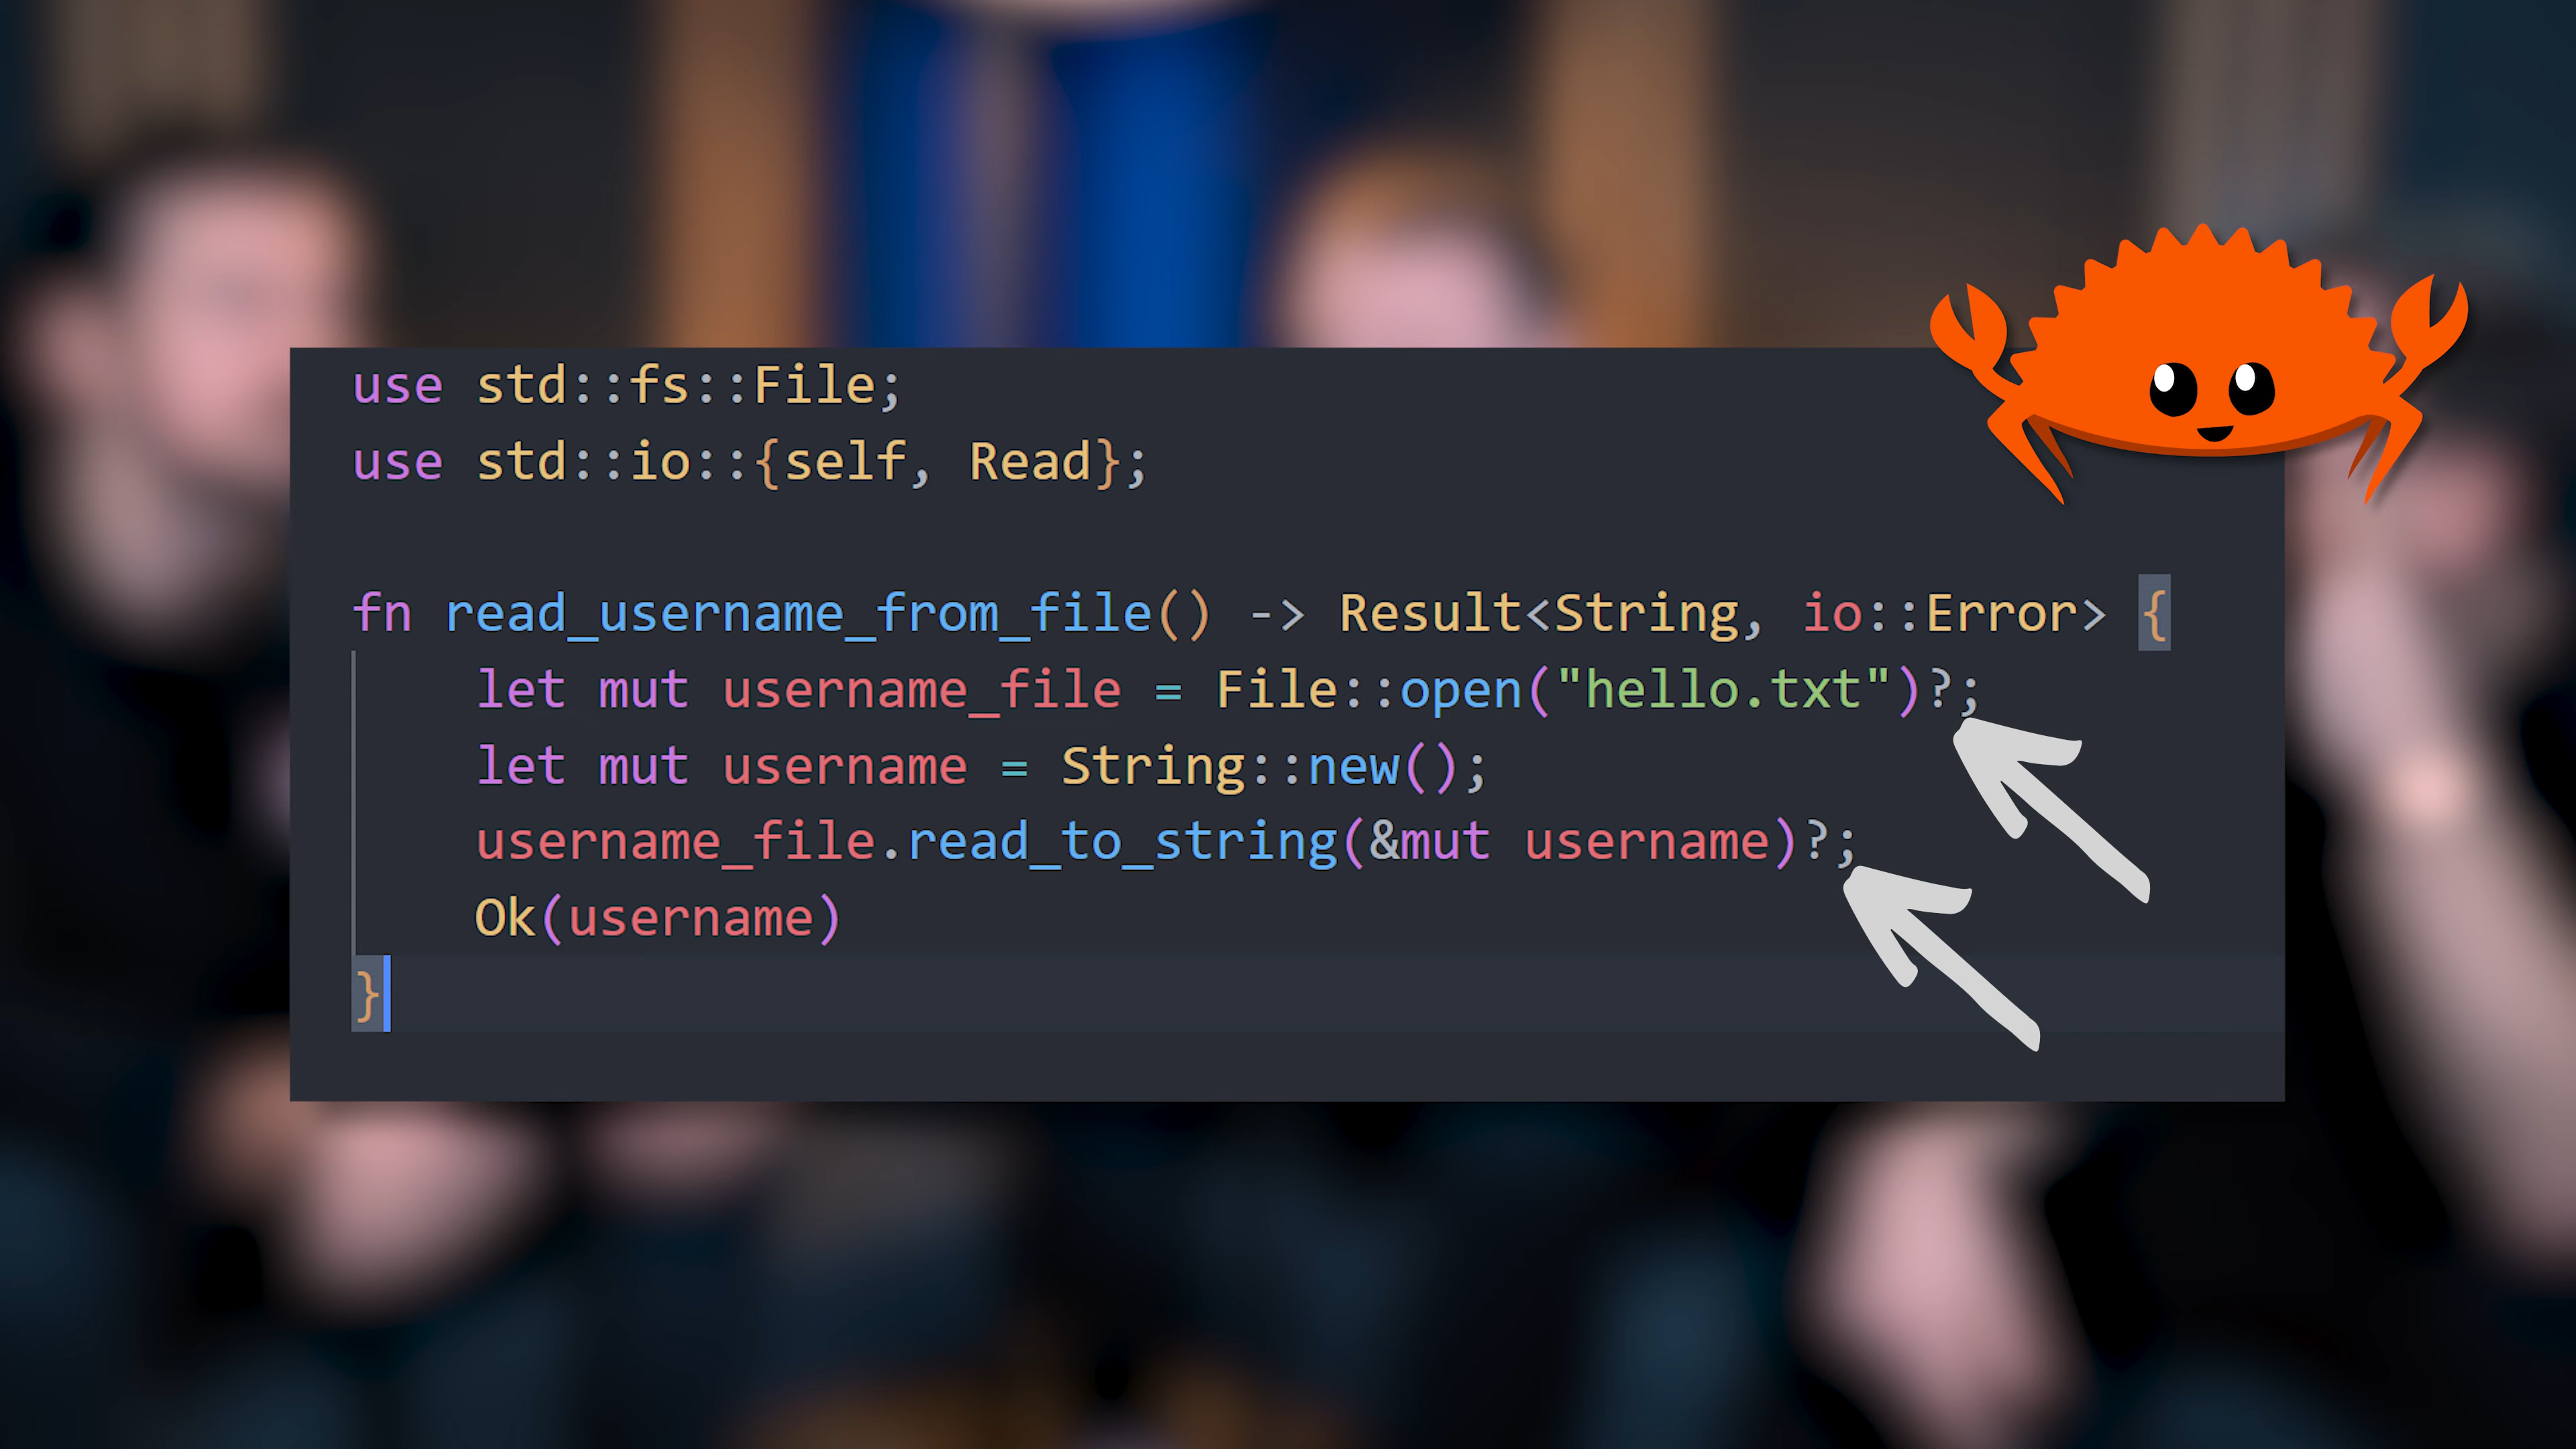 use std::fs::File;
use std::io::{self, Read};
fn read_username_from_file() -> Result<String, io::Error> {
    let mut username_file = File::open("hello.txt")?;
    let mut username = String::new();
    username_file.read_to_string(&mut username)?;
    Ok(username)
}